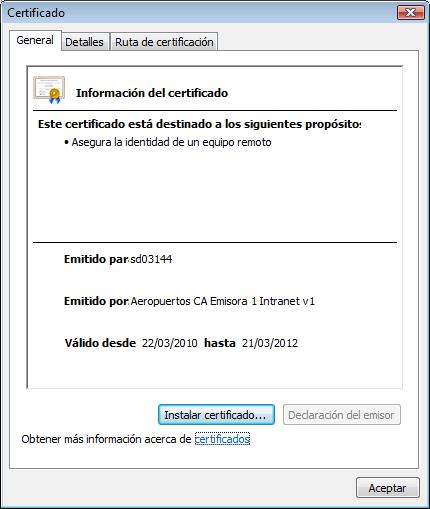 Certificado
General Detalles Ruta de certificación
Información del certificado
Este certificado está destinado a los siguientes propósitos
• Asegura la identidad de un equipo remoto
Emitido par sd03144
Emitido por Aeropuertos CA Emisora 1 Intranet v1
Válido desde 22/03/2010 hasta 21/03/2012
Instalar certificado... Declaración del emisor
Obtener más información acerca de certificados
Aceptar